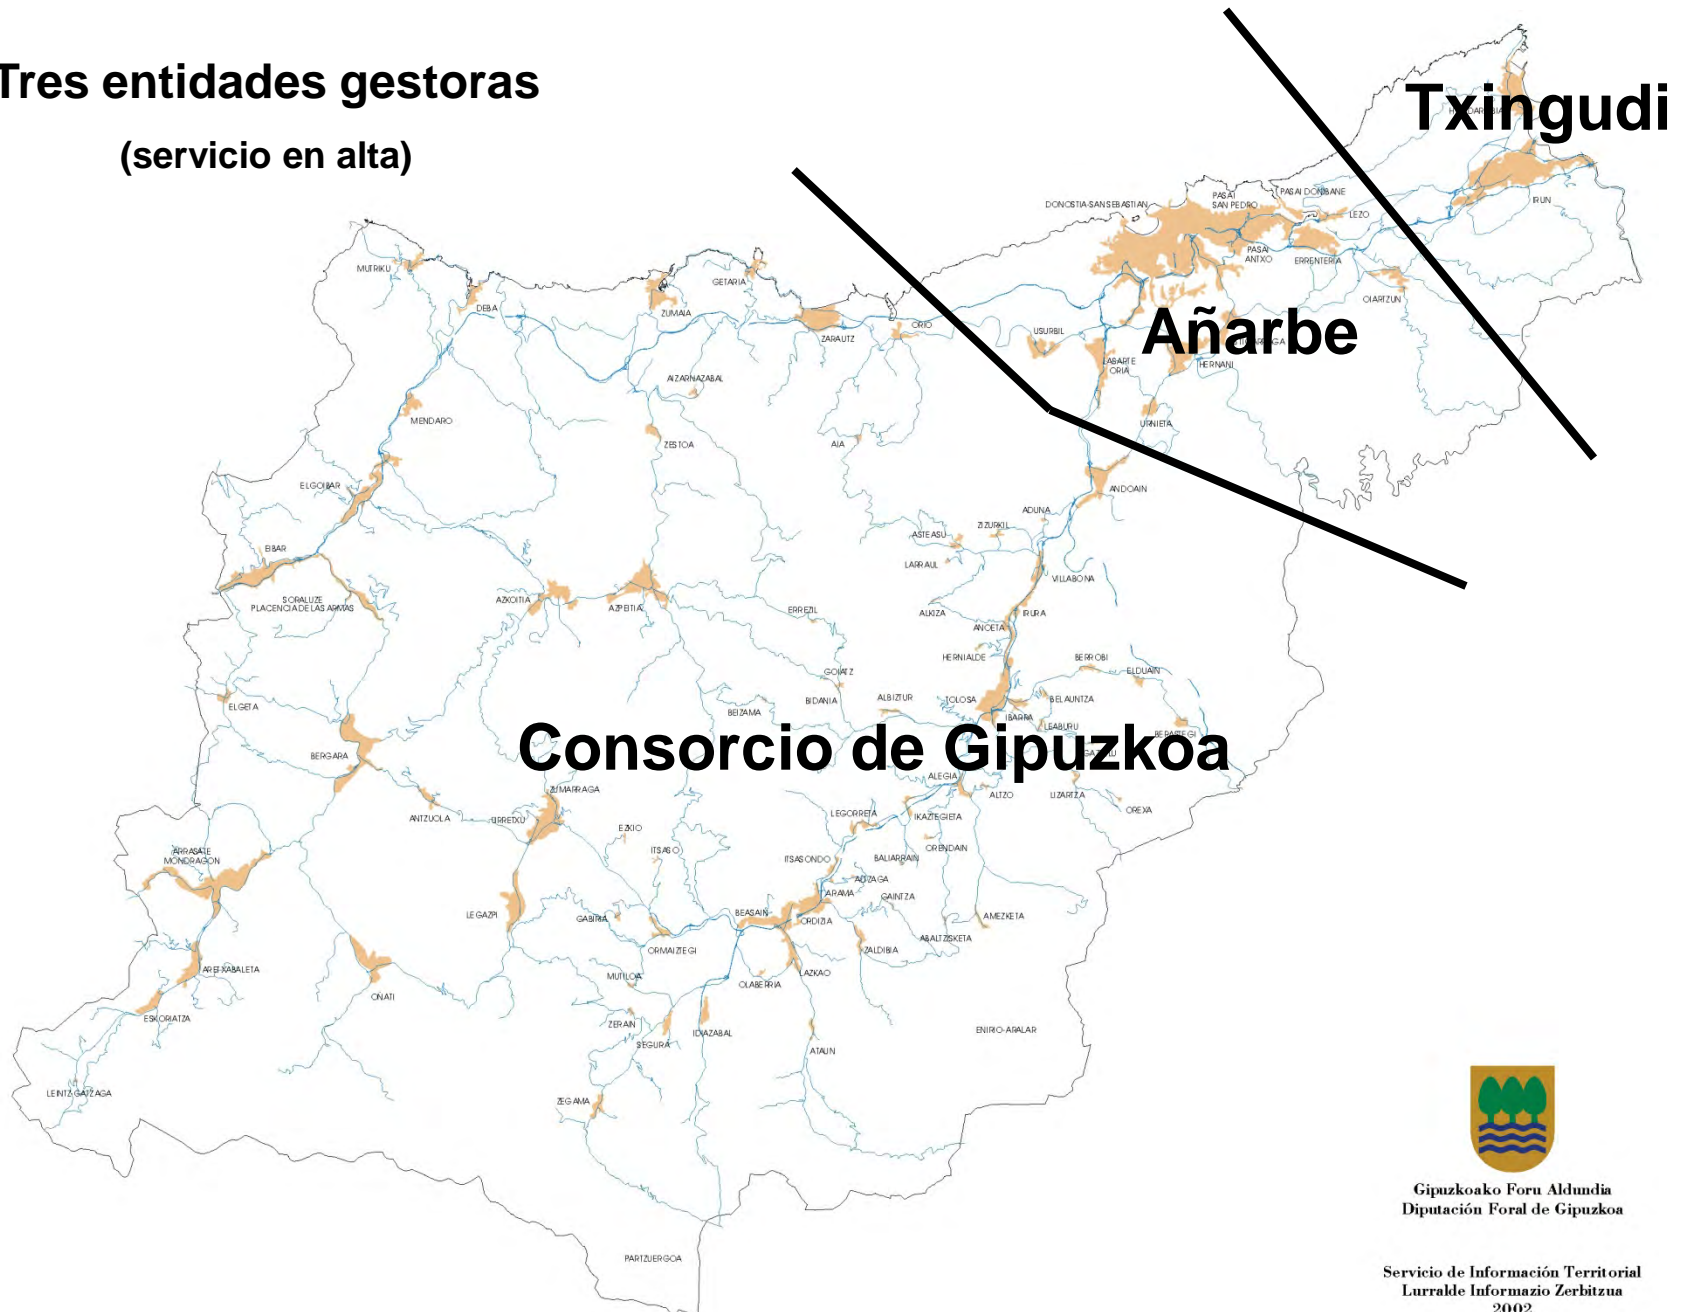 Tres entidades gestoras
(servicio en alta)
Txingudi
IRUN
DONOSTIA-SAN SEBASTIAN
PASAI
SAN PEDRO
PASAI DONIBANE
LEZO
PASAI
ANTXO
ERRENTERIA
OIARTZUN
MUTRIKU
DEBA
GETARIA
ZUMAIA
ZARAUTZ
ORIO
USURBIL
Añarbe
LASARTE
ORIA
HERNANI
URNIETA
AIZARNAZABAL
MENDARO
ZESTOA
AIA
ANDOAIN
ELGOIBAR
ADUNA
ZIZURKIL
ASTEASU
LARRAUL
VILLABONA
EIBAR
SORALUZE
PLACENCIA DE LAS ARMAS
AZKOITIA
AZPEITIA
ERREZIL
ALKIZA
IRURA
ANOETA
HERNIALDE
BERROBI
ELDUAIN
GOIATZ
BIDANIA
ALBIZTUR
TOLOSA
BELAUNTZA
IBARRA
LEABURU
BERASTEGI
ELGETA
BEIZAMA
BERGARA
Consorcio de Gipuzkoa
ALEGIA
ALTZO
LIZARTZA
OREXA
ZUMARRAGA
URRETXU
ANTZUOLA
EZKIO
ITSASO
LEGORRETA
IKAZTEGIETA
ORENDAIN
BALIARRAIN
ITSASONDO
ALTZAGA
ARAMA
GAINTZA
ARRASATE
MONDRAGON
LEGAZPI
GABIRIA
BEASAIN
ORDIZIA
AMEZKETA
ABALTZISKETA
ORMAIZTEGI
ZALDIBIA
ARETXABALETA
OÑATI
MUTILOA
OLABERRIA
LAZKAO
ESKORIATZA
ZERAIN
SEGURA
IDIAZABAL
ENIRIO-ARALAR
ATAUN
LEINTZ-GATZAGA
ZEGAMA
PARTZUERGOA
Gipuzkoako Foru Aldundia
Diputación Foral de Gipuzkoa
Servicio de Información Territorial
Lurralde Informazio Zerbitzua
2002